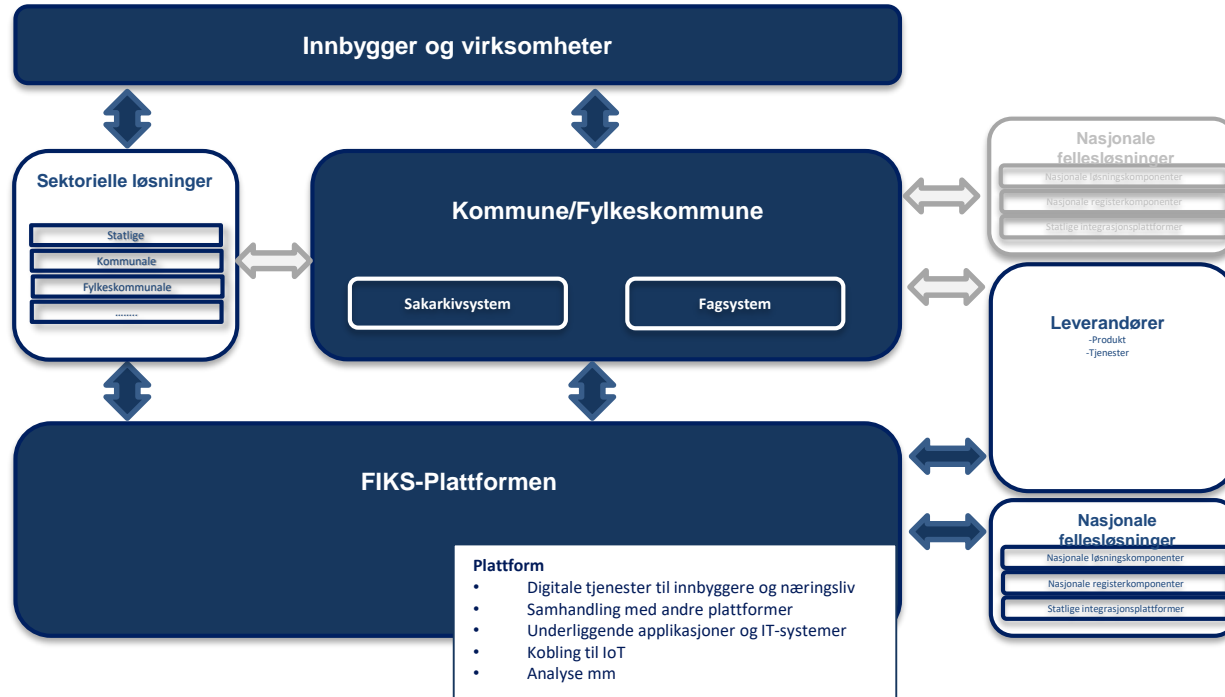 Innbygger og virksomheter
Sektorielle løsninger
Statlige
Kommunale
Fylkeskommunale
........
Kommune/Fylkeskommune
Sakarkivsystem
Fagsystem
Nasjonale
fellesløsninger
Nasjonale løsningskomponenter
Nasjonale registerkomponenter
Statlige integrasjonsplattformer
Leverandører
-Produkt
-Tjenester
FIKS-Plattformen
Plattform
• Digitale tjenester til innbyggere og næringsliv
• Samhandling med andre plattformer
• Underliggende applikasjoner og IT-systemer
• Kobling til IoT
• Analyse mm
Nasjonale
fellesløsninger
Nasjonale løsningskomponenter
Nasjonale registerkomponenter
Statlige integrasjonsplattformer